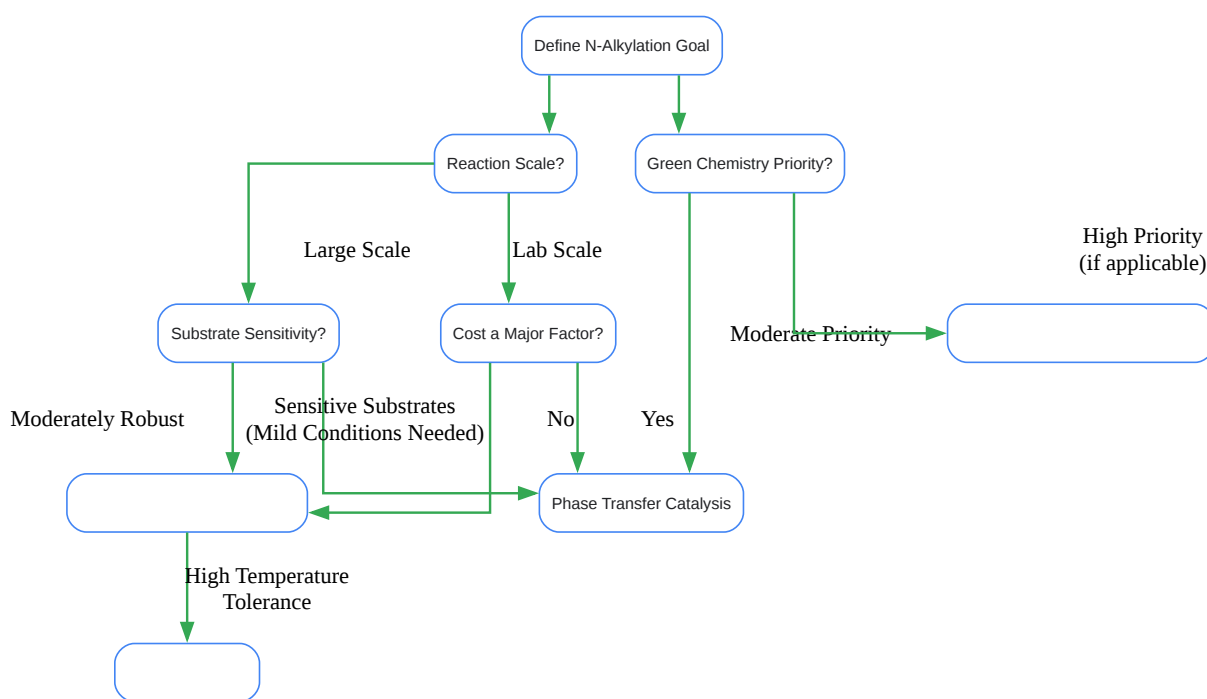 Define N-Alkylation Goal
Reaction Scale?
Green Chemistry Priority?
Large Scale
Lab Scale
High Priority
(if applicable)
Substrate Sensitivity?
Cost a Major Factor?
Moderate Priority
Moderately Robust
Sensitive Substrates
(Mild Conditions Needed)
No
Yes
Phase Transfer Catalysis
High Temperature
Tolerance